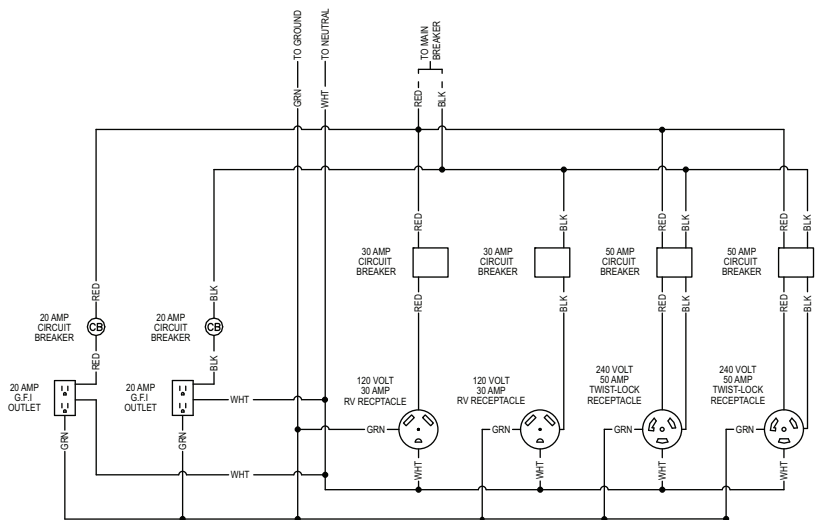 TO GROUND
TO NEUTRAL
TO MAIN
BREAKER
GRN
WHT
RED
BLK
RED
BLK
RED
BLK
RED
BLK
30 AMP
CIRCUIT
BREAKER
30 AMP
CIRCUIT
BREAKER
50 AMP
CIRCUIT
BREAKER
50 AMP
CIRCUIT
BREAKER
RED
BLK
RED
BLK
RED
BLK
RED
BLK
20 AMP
CIRCUIT
BREAKER
CB
20 AMP
CIRCUIT
BREAKER
CB
RED
BLK
20 AMP
G.F.I
OUTLET
20 AMP
G.F.I
OUTLET
WHT
120 VOLT
30 AMP
RV RECPTACLE
120 VOLT
30 AMP
RV RECEPTACLE
240 VOLT
50 AMP
TWIST-LOCK
RECEPTACLE
240 VOLT
50 AMP
TWIST-LOCK
RECEPTACLE
GRN
GRN
GRN
GRN
GRN
GRN
WHT
WHT
WHT
WHT
WHT